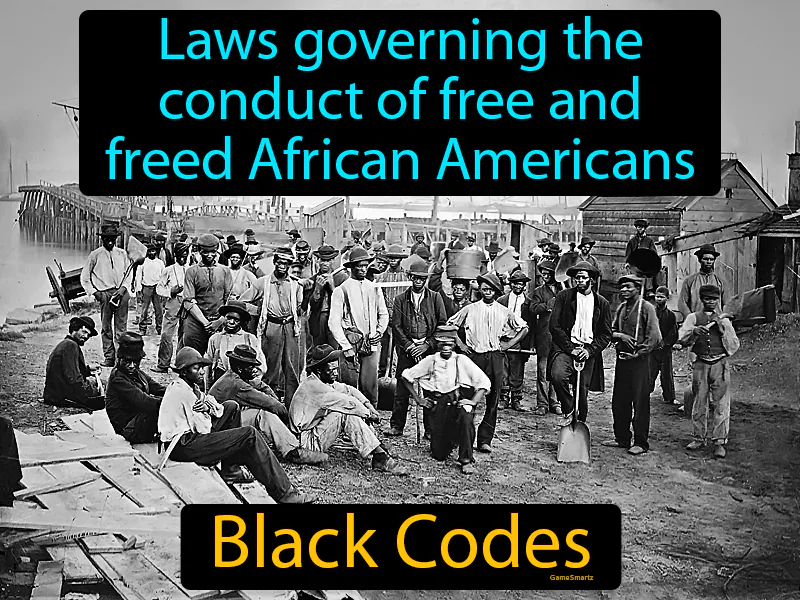 Laws governing the
conduct of free and
freed African Americans
Black Codes
GameSmartz